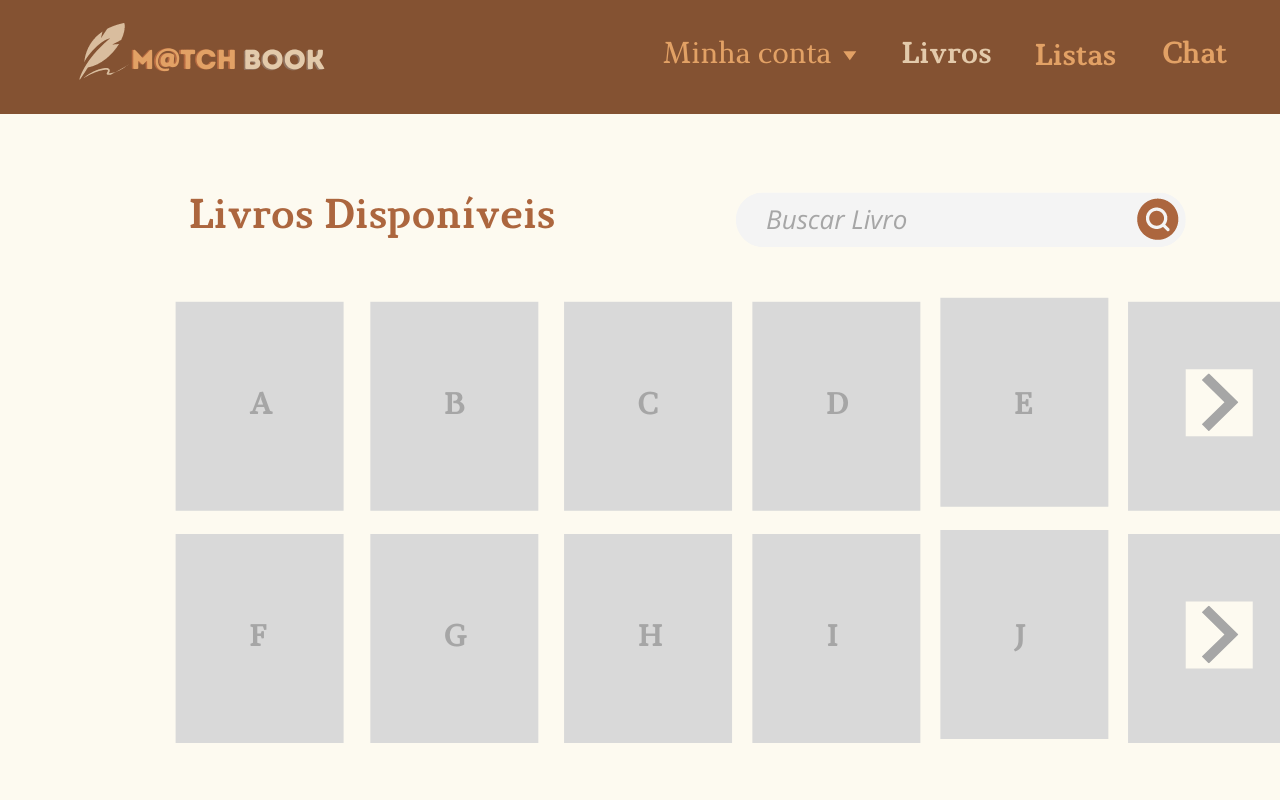 M@TCH BOOK
Minha conta
Livros
Listas
Chat
Livros Disponíveis
Buscar Livro
A
B
C
D
E
F
G
H
I
J